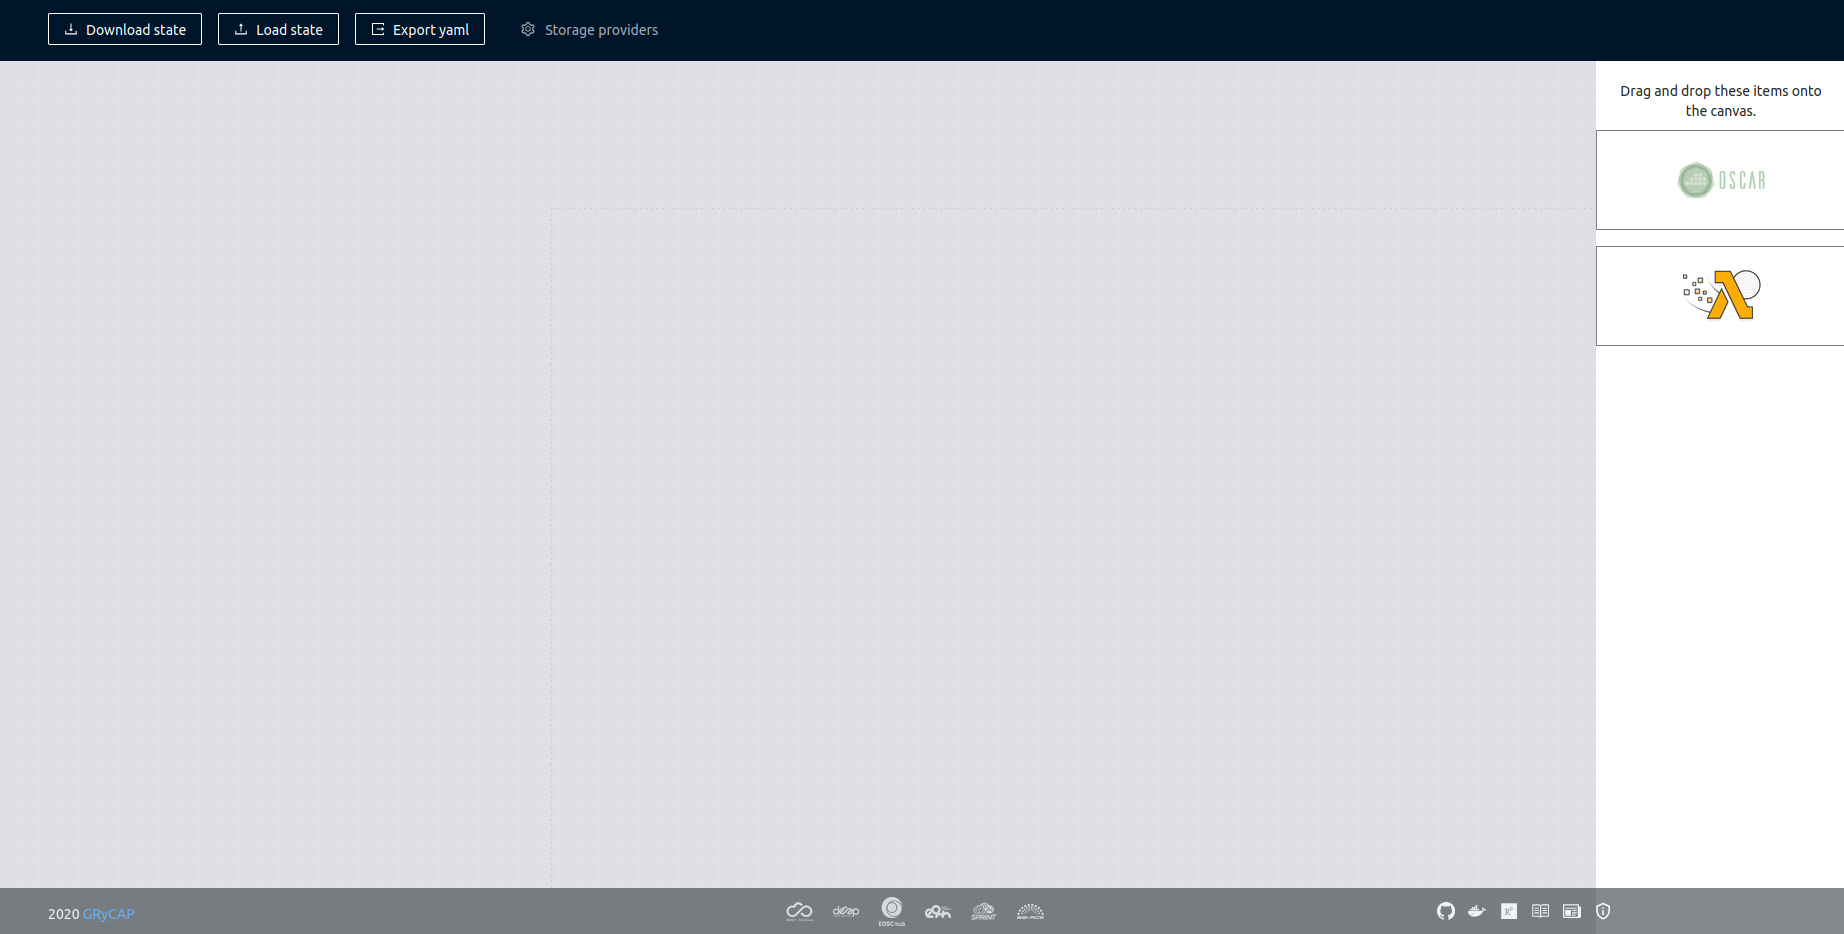 Download state
Load state
Export yaml
Storage providers
Drag and drop these items onto
the canvas.
OSCAR
2020 GRyCAP
deep
EOSC hub
SPRINT